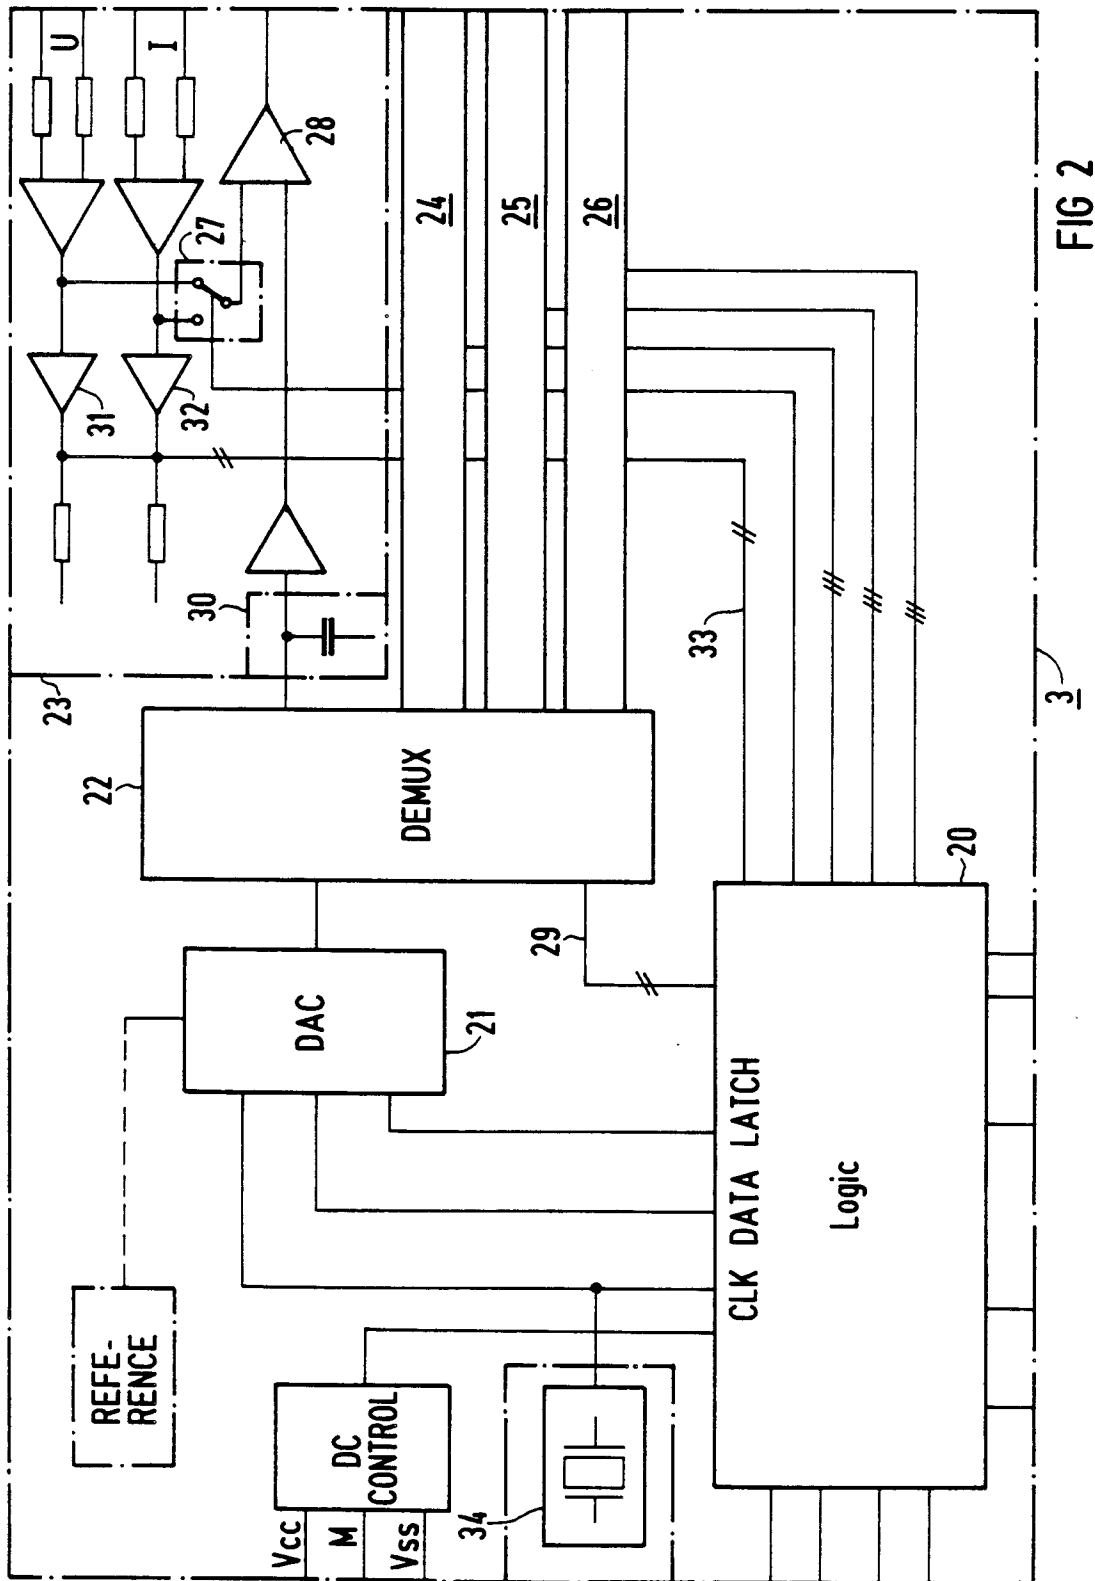 Vcc
M
Vss
DC
CONTROL
REFE-
RENCE
34
DAC
21
CLK DATA LATCH
Logic
20
29
22
DEMUX
23
30
31
32
33
27
28
U
I
24
25
26
3
FIG 2